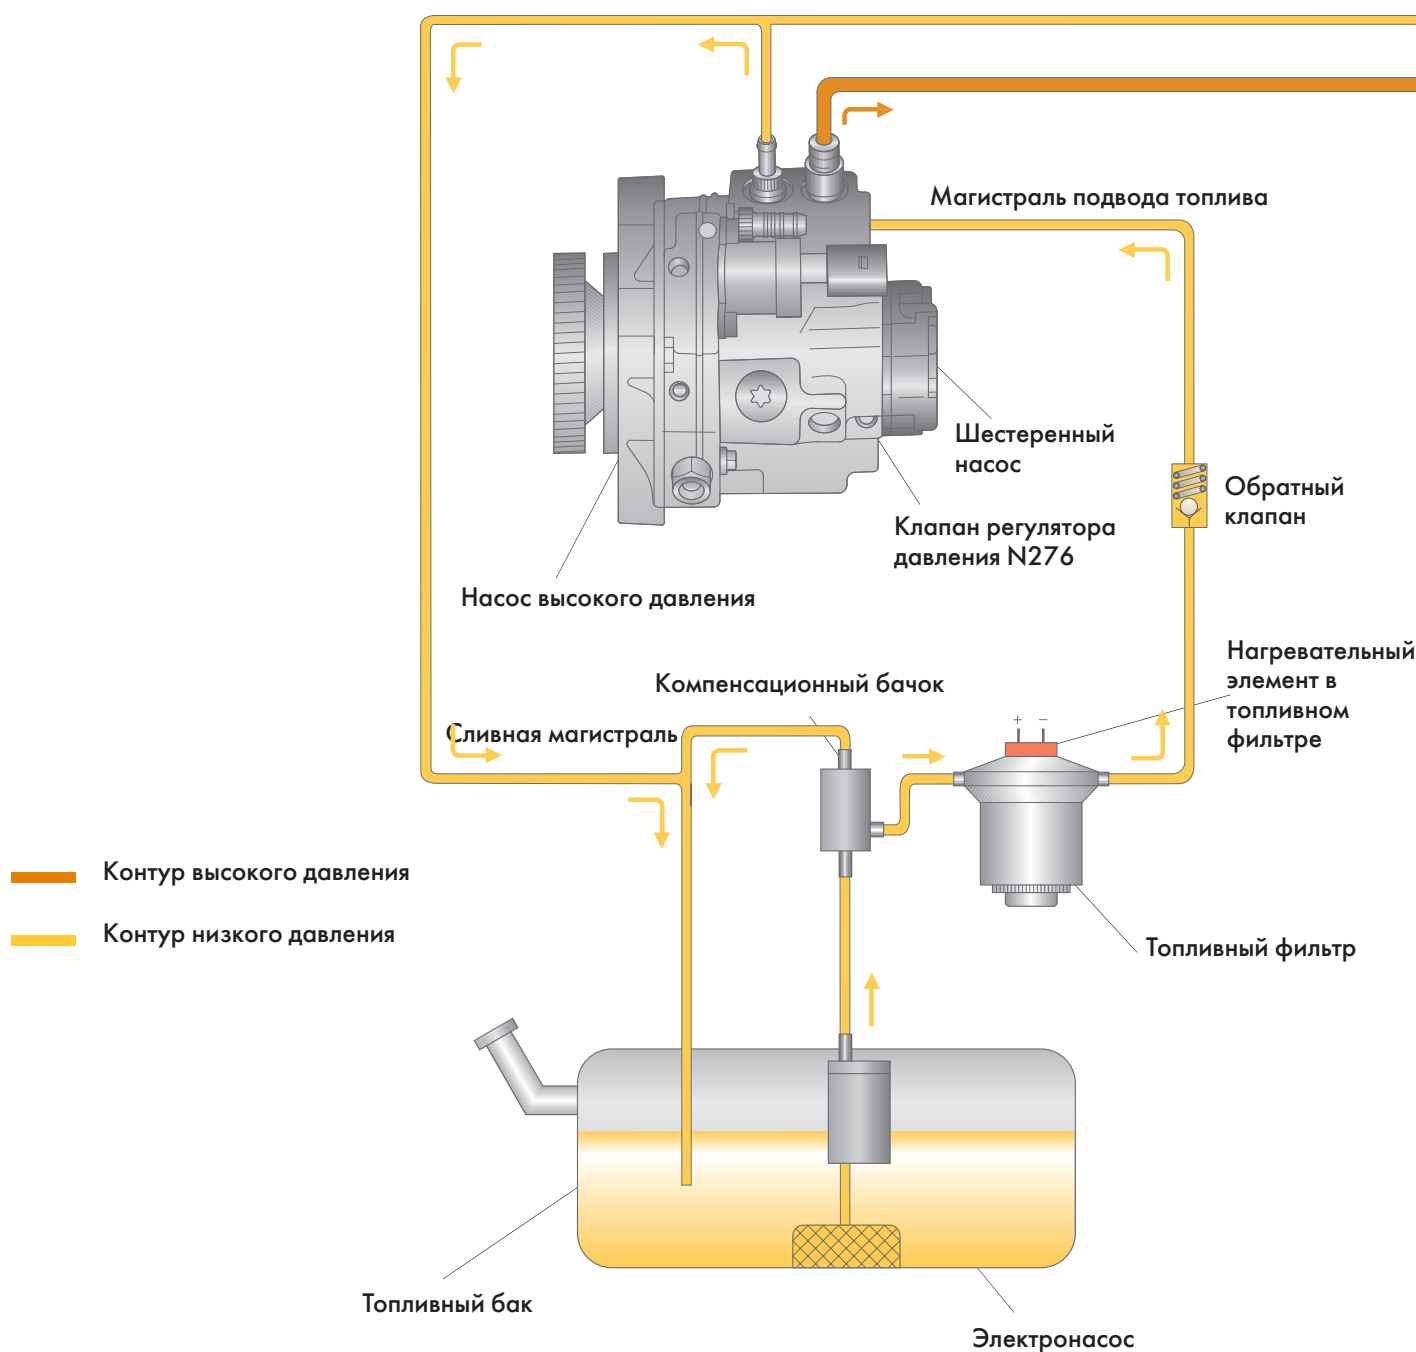 Магистраль подвода топлива
Шестеренный
насос
Обратный
клапан
Клапан регулятора
давления N276
Насос высокого давления
Нагревательный
элемент в
топливном
фильтре
Компенсационный бачок
Сливная магистраль
+ −
Контур высокого давления
Контур низкого давления
Топливный фильтр
Топливный бак
Электронасос